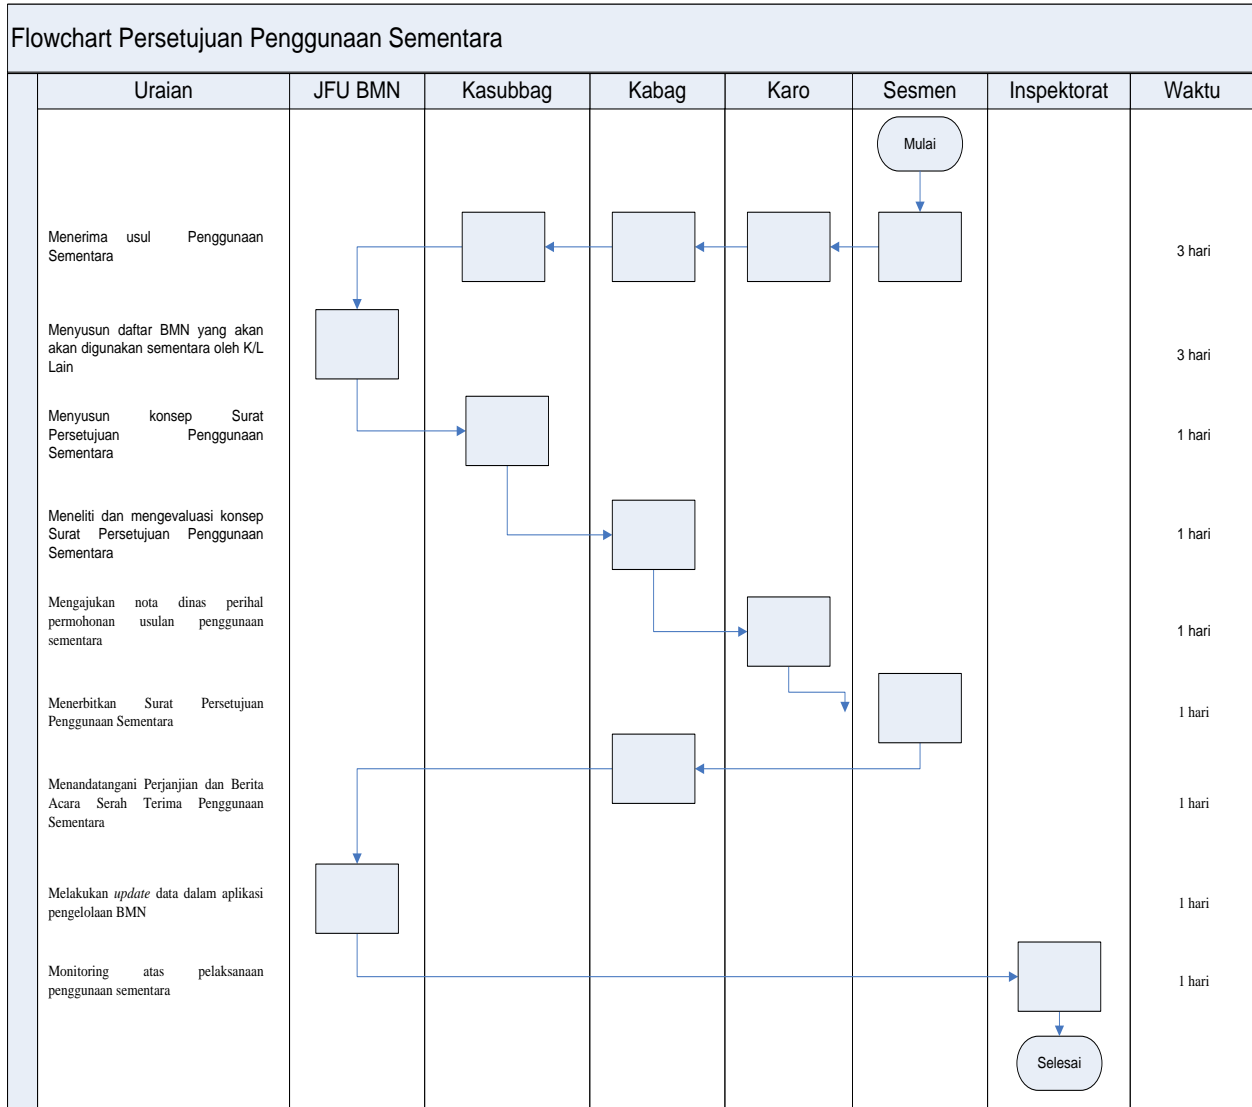 Flowchart Persetujuan Penggunaan Sementara
Uraian JFU BMN Kasubbag Kabag Karo Sesmen Inspektorat Waktu
Mulai
Menerima usul Penggunaan
Sementara
3 hari
Menyusun daftar BMN yang akan
akan digunakan sementara oleh K/L
Lain
3 hari
Menyusun konsep Surat
Persetujuan Penggunaan
Sementara
1 hari
Meneliti dan mengevaluasi konsep
Surat Persetujuan Penggunaan
Sementara
1 hari
Mengajukan nota dinas perihal
permohonan usulan penggunaan
sementara
1 hari
Menerbitkan Surat Persetujuan
Penggunaan Sementara
1 hari
Menandatangani Perjanjian dan Berita
Acara Serah Terima Penggunaan
Sementara
1 hari
Melakukan update data dalam aplikasi
pengelolaan BMN
1 hari
Monitoring atas pelaksanaan
penggunaan sementara
1 hari
Selesai